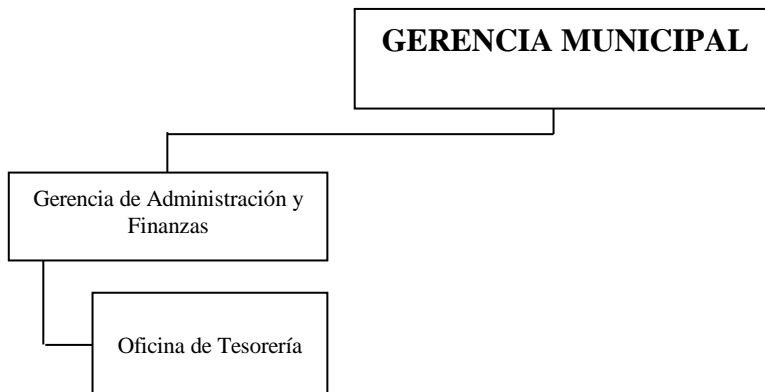 GERENCIA MUNICIPAL
Gerencia de Administración y
Finanzas
Oficina de Tesorería